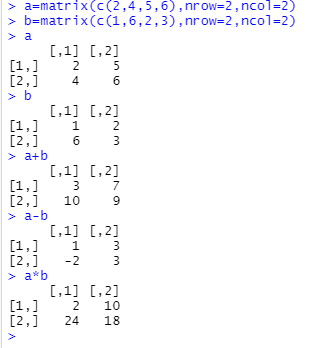 > a=matrix(c(2,4,5,6),nrow=2,ncol=2)
> b=matrix(c(1,6,2,3),nrow=2,ncol=2)
> a
     [,1] [,2]
[1,]    2    5
[2,]    4    6
> b
     [,1] [,2]
[1,]    1    2
[2,]    6    3
> a+b
     [,1] [,2]
[1,]    3    7
[2,]   10    9
> a-b
     [,1] [,2]
[1,]    1    3
[2,]   -2    3
> a*b
     [,1] [,2]
[1,]    2   10
[2,]   24   18
>